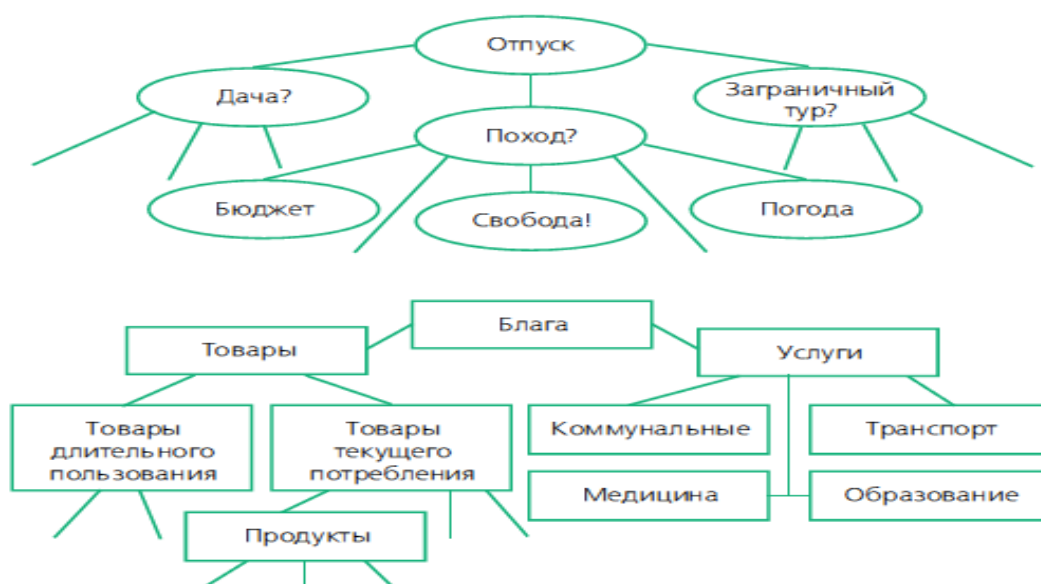 Отпуск
Дача?
Заграничный
тур?
Поход?
Бюджет
Свобода!
Погода
Блага
Товары
Услуги
Товары
длительного
пользования
Товары
текущего
потребления
Коммунальные
Транспорт
Медицина
Образование
Продукты